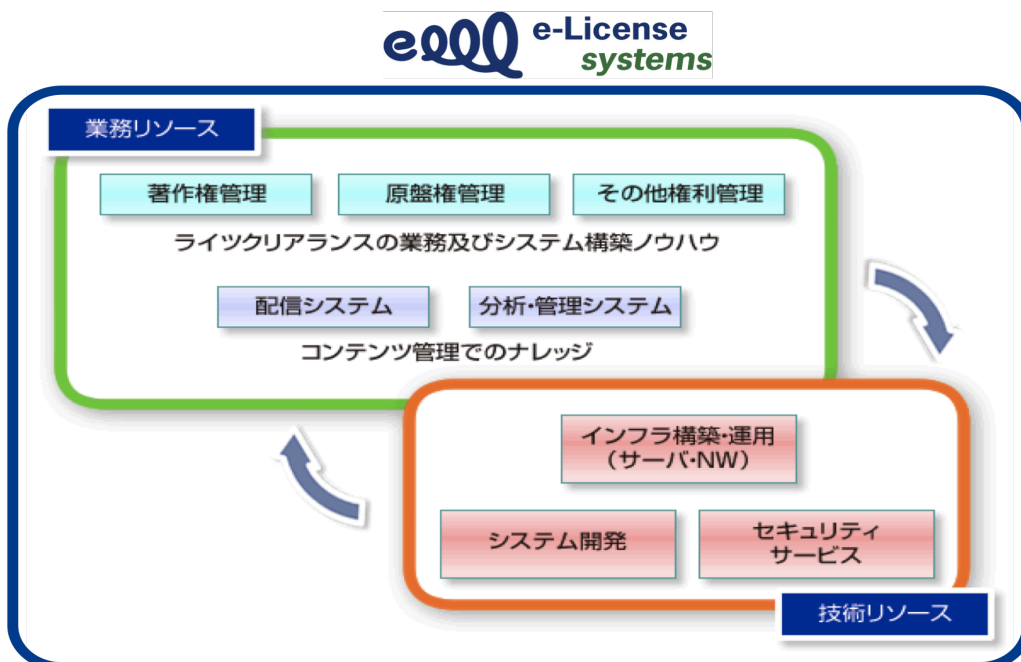 e-License
systems
業務リソース
著作権管理
原盤権管理
その他権利管理
ライツクリアランスの業務及びシステム構築ノウハウ
配信システム
分析・管理システム
コンテンツ管理でのナレッジ
インフラ構築・運用
（サーバ・NW）
システム開発
セキュリティ
サービス
技術リソース